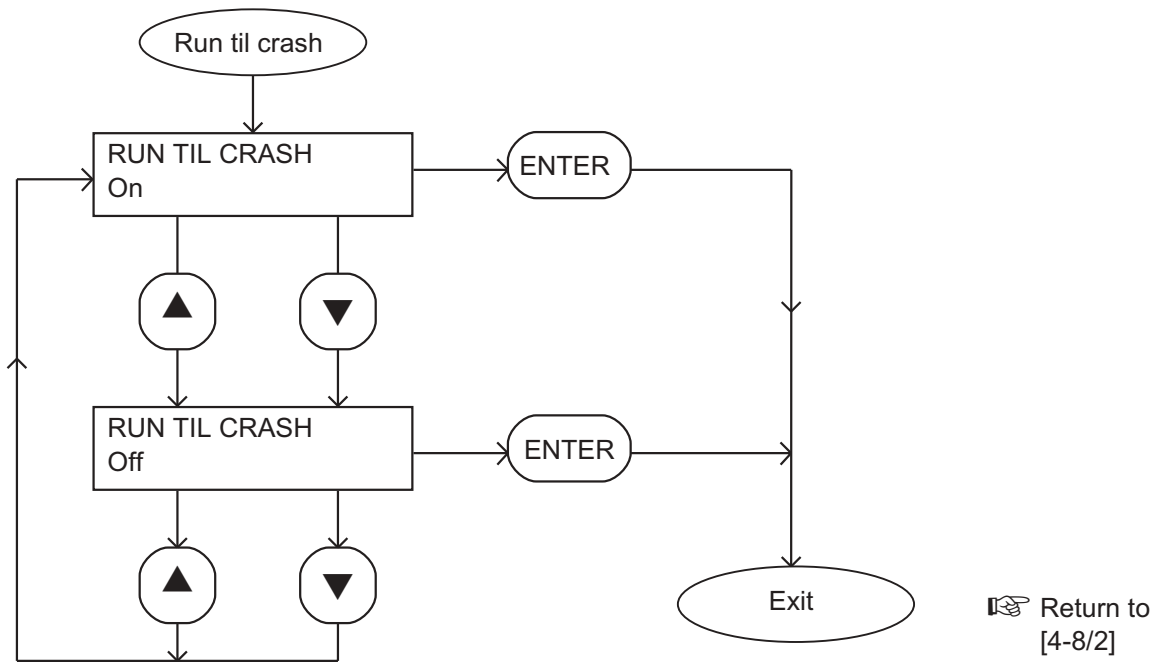 Run til crash
RUN TIL CRASH
On
ENTER
RUN TIL CRASH
Off
ENTER
Exit
Return to
[4-8/2]